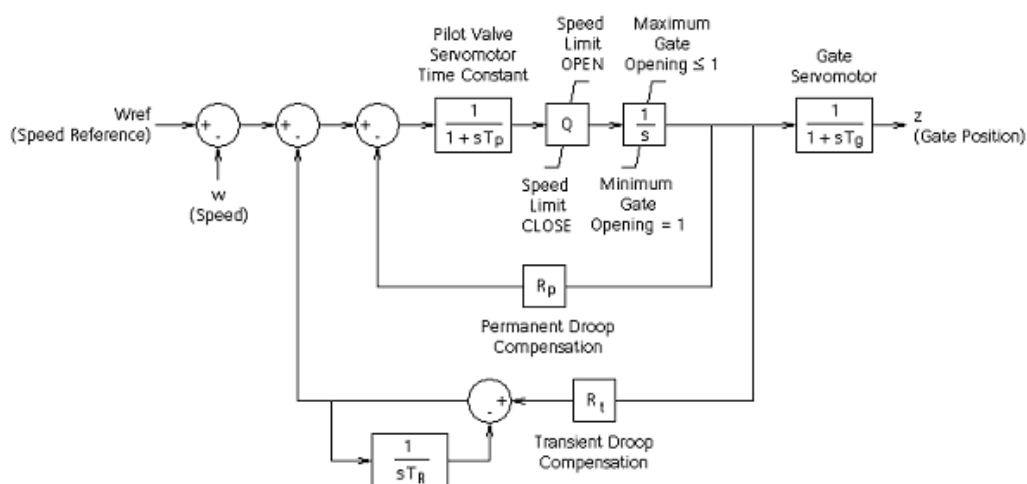 Pilot Valve
Servomotor
Time Constant
Speed
Limit
OPEN
Maximum
Gate
Opening ≤ 1
Gate
Servomotor
Wref
(Speed Reference)
+
-
+
-
+
-
1
1 + sTp
Q
1
s
1
1 + sTg
z
(Gate Position)
w
(Speed)
Speed
Limit
CLOSE
Minimum
Gate
Opening = 1
Rp
Permanent Droop
Compensation
+
-
Rt
Transient Droop
Compensation
1
sTR